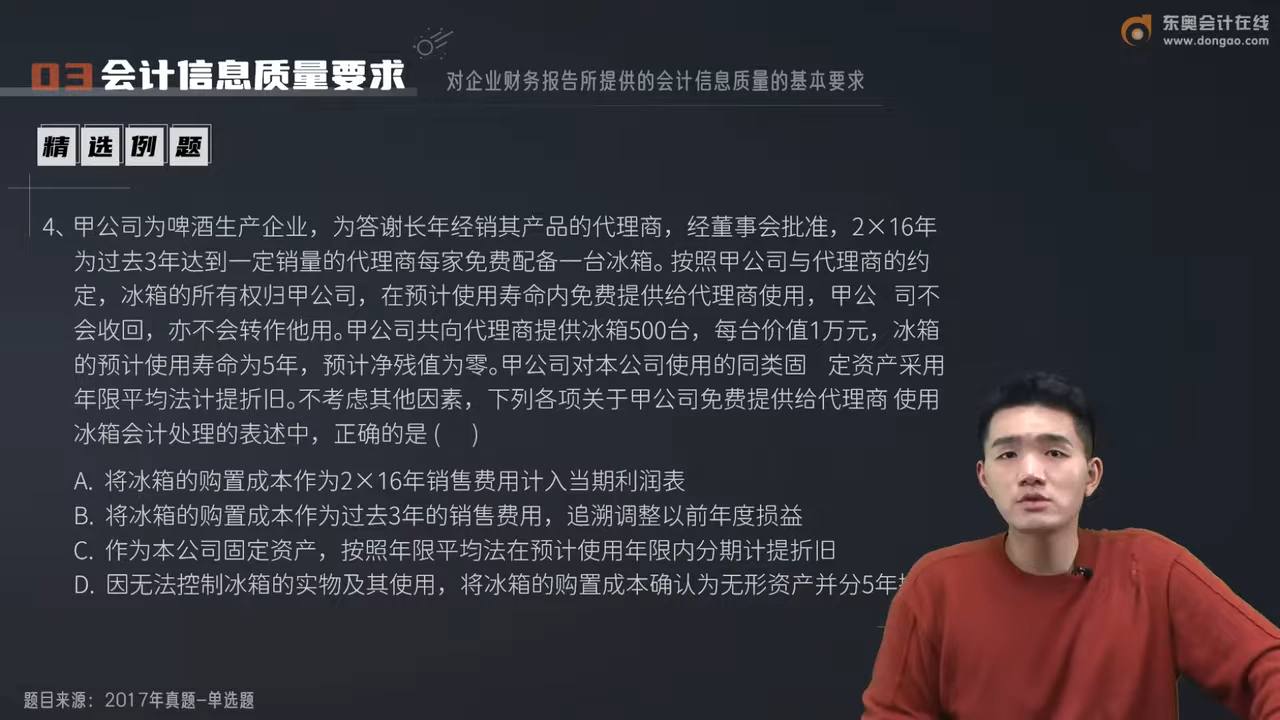 东奥会计在线
www.dongao.com
03 会计信息质量要求
对企业财务报告所提供的会计信息质量的基本要求
精选例题
4、甲公司为啤酒生产企业，为答谢长年经销其产品的代理商，经董事会批准，2×16年
为过去3年达到一定销量的代理商每家免费配备一台冰箱。按照甲公司与代理商的约
定，冰箱的所有权归甲公司，在预计使用寿命内免费提供给代理商使用，甲公 司不
会收回，亦不会转作他用。甲公司共向代理商提供冰箱500台，每台价值1万元，冰箱
的预计使用寿命为5年，预计净残值为零。甲公司对本公司使用的同类固 定资产采用
年限平均法计提折旧。不考虑其他因素，下列各项关于甲公司免费提供给代理商 使用
冰箱会计处理的表述中，正确的是 ( )
A. 将冰箱的购置成本作为2×16年销售费用计入当期利润表
B. 将冰箱的购置成本作为过去3年的销售费用，追溯调整以前年度损益
C. 作为本公司固定资产，按照年限平均法在预计使用年限内分期计提折旧
D. 因无法控制冰箱的实物及其使用，将冰箱的购置成本确认为无形资产并分5年
题目来源：2017年真题-单选题